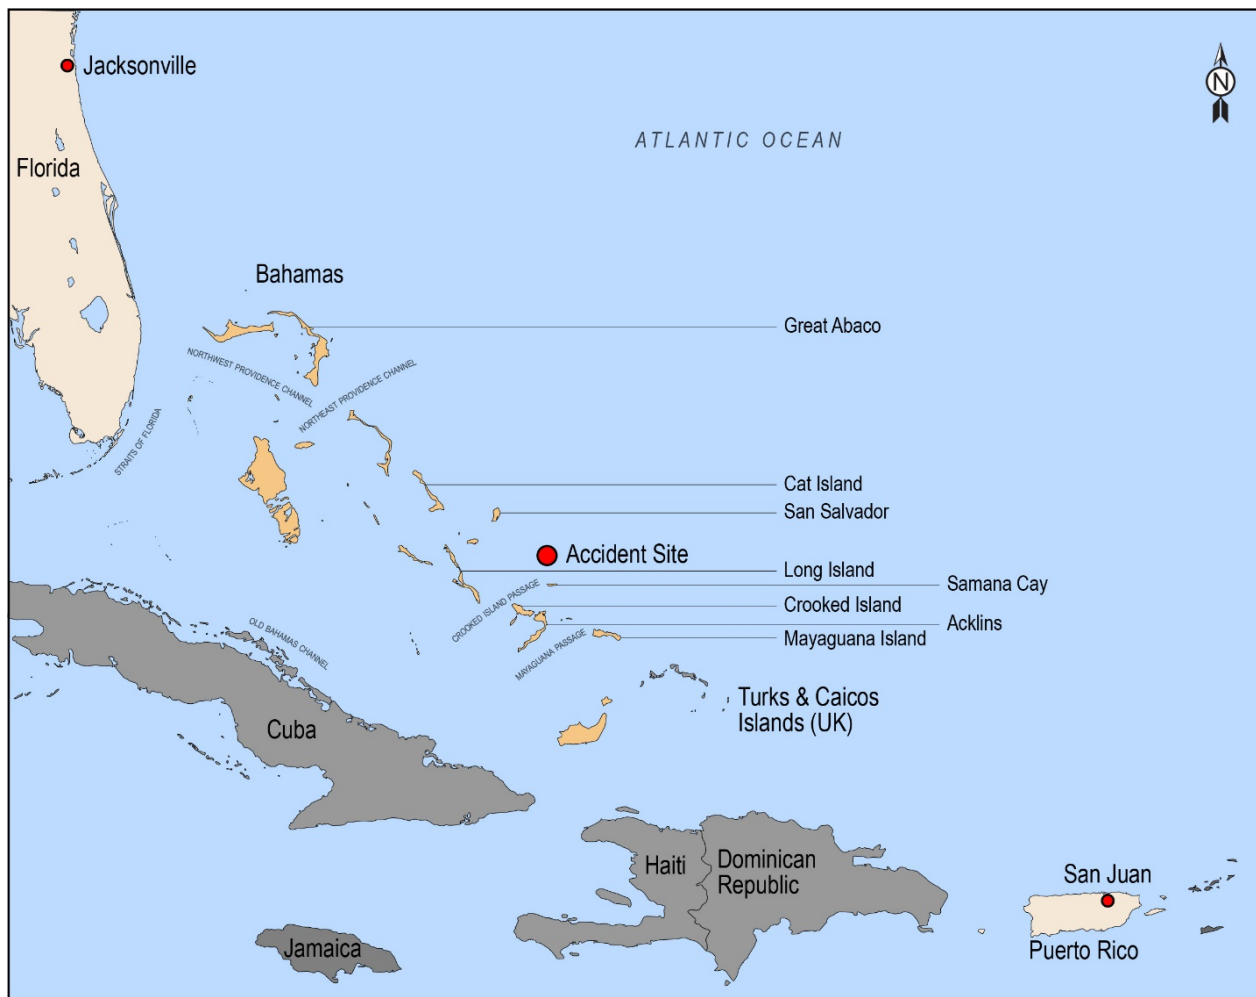 Jacksonville
N
ATLANTIC OCEAN
Florida
Bahamas
Great Abaco
NORTHWEST PROVIDENCE CHANNEL
NORTHEAST PROVIDENCE CHANNEL
STRAITS OF FLORIDA
Cat Island
San Salvador
Accident Site
Long Island
Samana Cay
CROOKED ISLAND PASSAGE
Crooked Island
Acklins
OLD BAHAMAS CHANNEL
MAYAGUANA PASSAGE
Mayaguana Island
Turks & Caicos
Islands (UK)
Cuba
Haiti
Dominican
Republic
San Juan
Jamaica
Puerto Rico